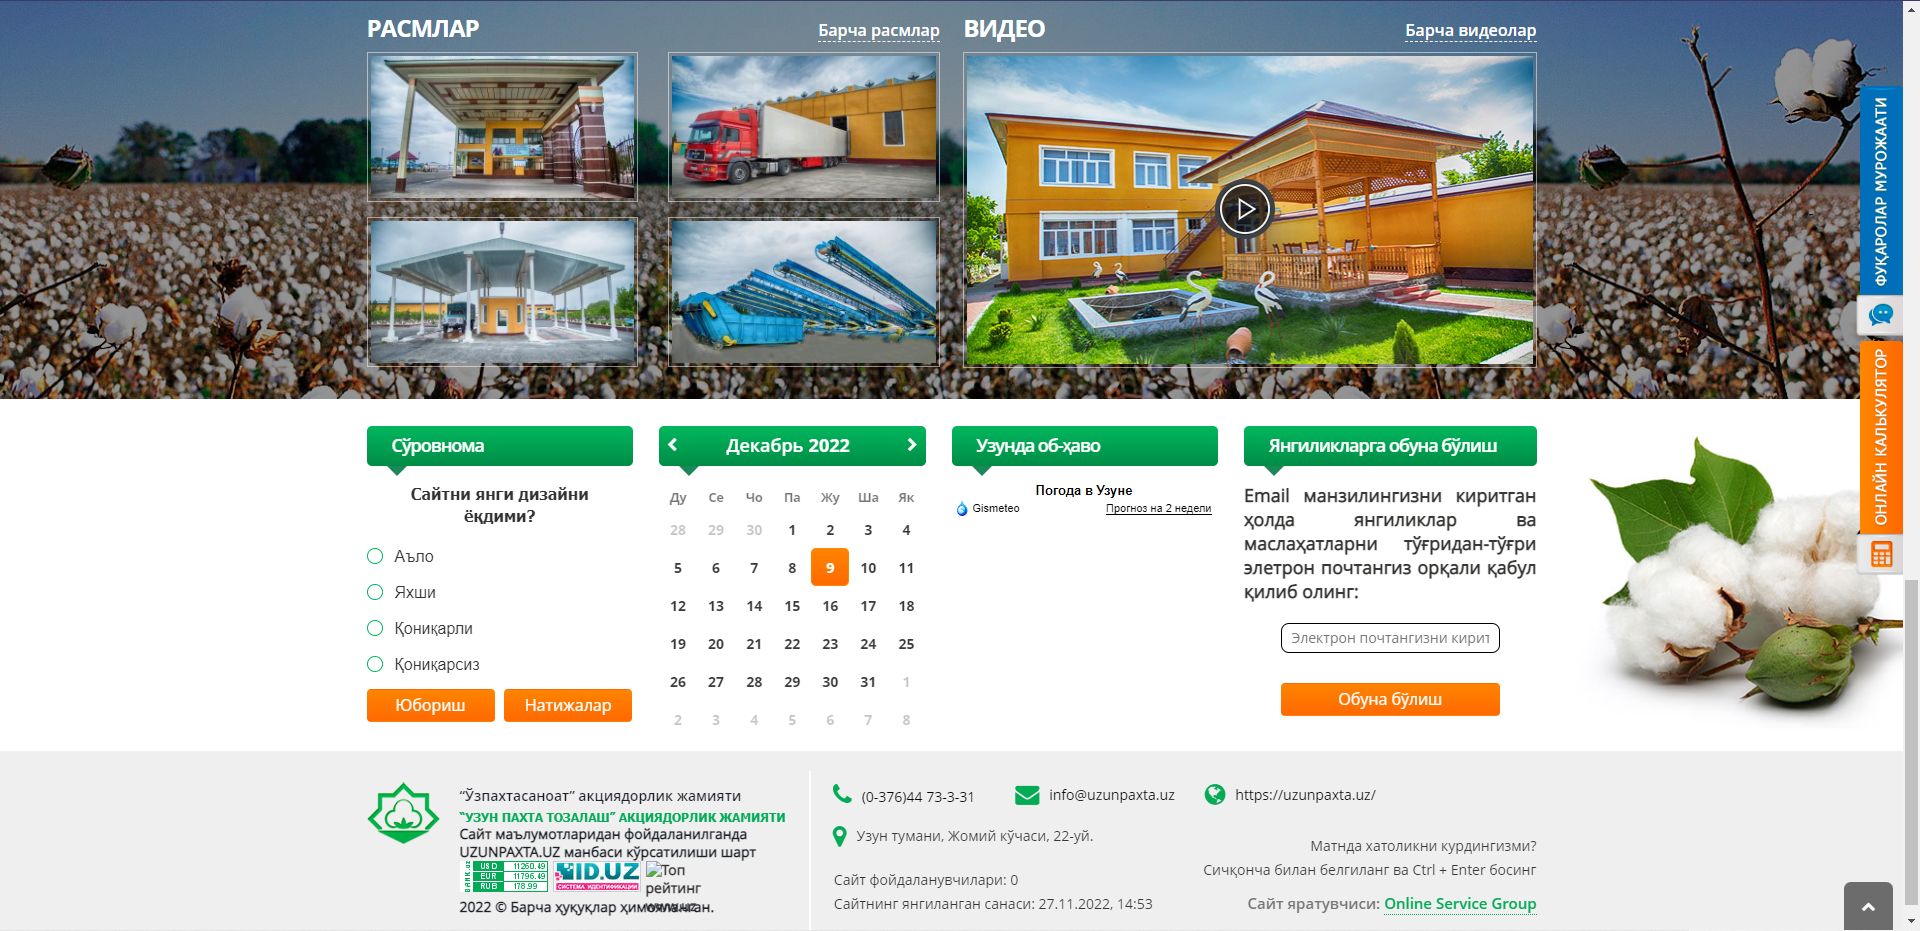 РАСМЛАР
Барча расмлар
ВИДЕО
Барча видеолар
ФУҚАРОЛАР МУРОЖААТИ
ОНЛАЙН КАЛЬКУЛЯТОР
Сўровнома
Сайтни янги дизайни
ёқдими?
Аъло
Яхши
Қониқарли
Қониқарсиз
Юбориш
Натижалар
Декабрь 2022
Ду Се Чо Па Жу Ша Як
28 29 30 1 2 3 4
5 6 7 8 9 10 11
12 13 14 15 16 17 18
19 20 21 22 23 24 25
26 27 28 29 30 31 1
2 3 4 5 6 7 8
Узунда об-ҳаво
Погода в Узуне
Gismeteo
Прогноз на 2 недели
Янгиликларга обуна бўлиш
Email манзилингизни киритган
ҳолда янгиликлар ва
маслаҳатларни тўғридан-тўғри
элетрон почтангиз орқали қабул
қилиб олинг:
Электрон почтангизни кирит
Обуна бўлиш
“Ўзпахтасаноат” акциядорлик жамияти
“УЗУН ПАХТА ТОЗАЛАШ” АКЦИЯДОРЛИК ЖАМИЯТИ
Сайт маълумотларидан фойдаланилганда
UZUNPAXTA.UZ манбаси кўрсатилиши шарт
BANK.uz
USD 11260.49
EUR 11796.49
RUB 178.99
ID.UZ
СИСТЕМА ИДЕНТИФИКАЦИИ
Топ
рейтинг
www.uz
2022 © Барча ҳуқуқлар ҳимояланган.
(0-376)44 73-3-31
info@uzunpaxta.uz
https://uzunpaxta.uz/
Узун тумани, Жомий кўчаси, 22-уй.
Сайт фойдаланувчилари: 0
Сайтнинг янгиланган санаси: 27.11.2022, 14:53
Матнда хатоликни курдингизми?
Сичқонча билан белгиланг ва Ctrl + Enter босинг
Сайт яратувчиси: Online Service Group